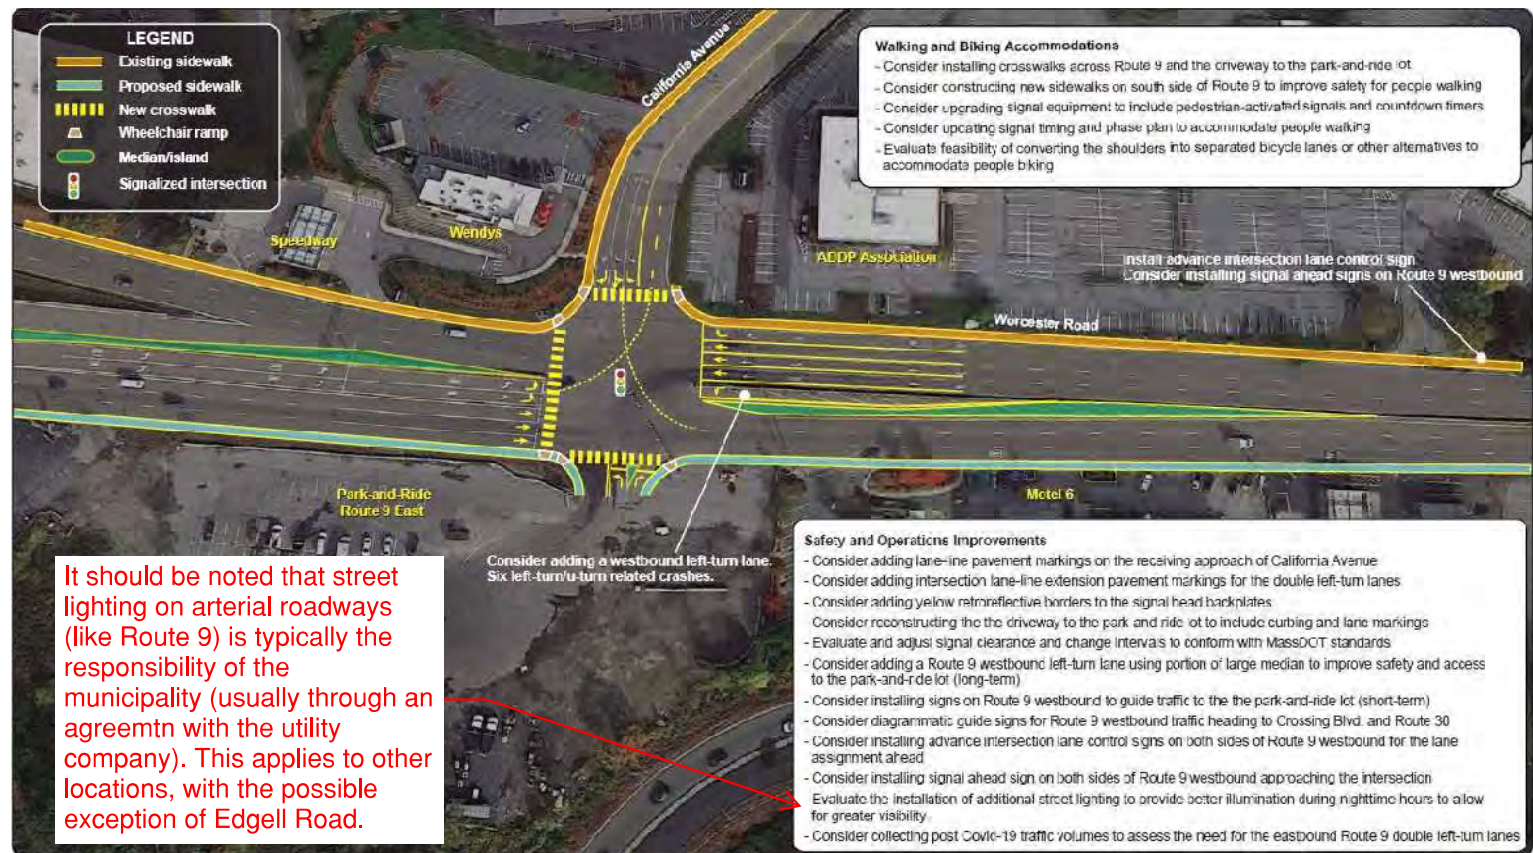 LEGEND
Existing sidewalk
Proposed sidewalk
New crosswalk
Wheelchair ramp
Median/island
Signalized intersection
California Avenue
Walking and Biking Accommodations
- Consider installing crosswalks across Route 9 and the driveway to the park-and-ride lot
- Consider constructing new sidewalks on south side of Route 9 to improve safety for people walking
- Consider upgrading signal equipment to include pedestrian-activated signals and countdown timers
- Consider updating signal timing and phase plan to accommodate people walking
- Evaluate feasibility of converting the shoulders into separated bicycle lanes or other alternatives to
accommodate people biking
Speedway
Wendys
ADDP Association
Install advance intersection lane control sign
Consider installing signal ahead signs on Route 9 westbound
Worcester Road
Park-and-Ride
Route 9 East
Motel 6
Consider adding a westbound left-turn lane.
Six left-turn/u-turn related crashes.
It should be noted that street
lighting on arterial roadways
(like Route 9) is typically the
responsibility of the
municipality (usually through an
agreemtn with the utility
company). This applies to other
locations, with the possible
exception of Edgell Road.
Safety and Operations Improvements
- Consider adding lane-line pavement markings on the receiving approach of California Avenue
- Consider adding intersection lane-line extension pavement markings for the double left-turn lanes
- Consider adding yellow retroreflective borders to the signal head backplates
- Consider reconstructing the the driveway to the park and ride lot to include curbing and lane markings
- Evaluate and adjust signal clearance and change intervals to conform with MassDOT standards
- Consider adding a Route 9 westbound left-turn lane using portion of large median to improve safety and access
to the park-and-ride lot (long-term)
- Consider installing signs on Route 9 westbound to guide traffic to the the park-and-ride lot (short-term)
- Consider diagrammatic guide signs for Route 9 westbound traffic heading to Crossing Blvd. and Route 30
- Consider installing advance intersection lane control signs on both sides of Route 9 westbound for the lane
assignment ahead
- Consider installing signal ahead sign on both sides of Route 9 westbound approaching the intersection
Evaluate the installation of additional street lighting to provide better illumination during nighttime hours to allow
for greater visibility
- Consider collecting post Covid-19 traffic volumes to assess the need for the eastbound Route 9 double left-turn lanes